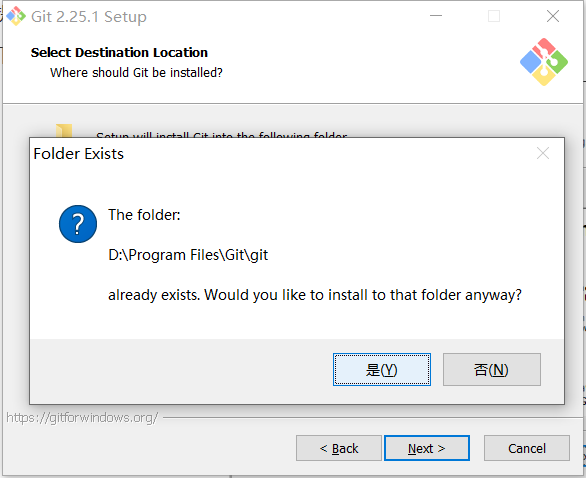 Git 2.25.1 Setup
Select Destination Location
Where should Git be installed?
Setup will install Git into the following folder
Folder Exists
The folder:
D:\Program Files\Git\git
already exists. Would you like to install to that folder anyway?
是(Y)
否(N)
https://gitforwindows.org/
< Back
Next >
Cancel